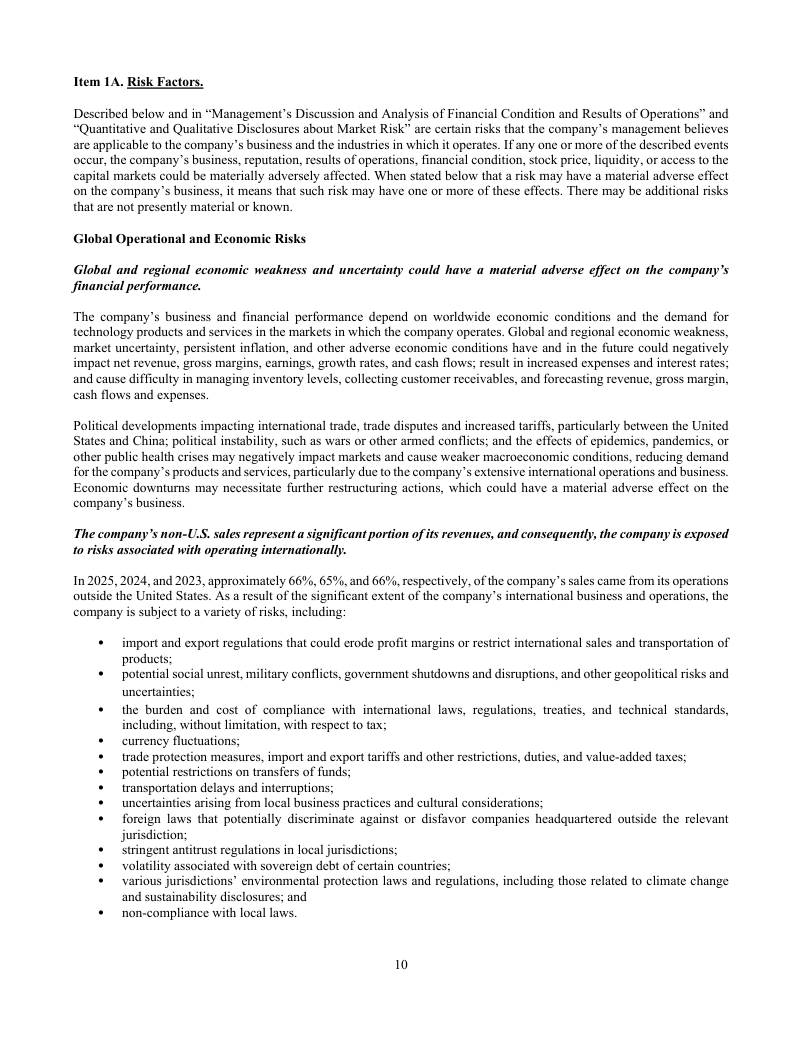 Item 1A. Risk Factors.
Described below and in “Management’s Discussion and Analysis of Financial Condition and Results of Operations” and
“Quantitative and Qualitative Disclosures about Market Risk” are certain risks that the company’s management believes
are applicable to the company’s business and the industries in which it operates. If any one or more of the described events
occur, the company’s business, reputation, results of operations, financial condition, stock price, liquidity, or access to the
capital markets could be materially adversely affected. When stated below that a risk may have a material adverse effect
on the company’s business, it means that such risk may have one or more of these effects. There may be additional risks
that are not presently material or known.
Global Operational and Economic Risks
Global and regional economic weakness and uncertainty could have a material adverse effect on the company’s
financial performance.
The company’s business and financial performance depend on worldwide economic conditions and the demand for
technology products and services in the markets in which the company operates. Global and regional economic weakness,
market uncertainty, persistent inflation, and other adverse economic conditions have and in the future could negatively
impact net revenue, gross margins, earnings, growth rates, and cash flows; result in increased expenses and interest rates;
and cause difficulty in managing inventory levels, collecting customer receivables, and forecasting revenue, gross margin,
cash flows and expenses.
Political developments impacting international trade, trade disputes and increased tariffs, particularly between the United
States and China; political instability, such as wars or other armed conflicts; and the effects of epidemics, pandemics, or
other public health crises may negatively impact markets and cause weaker macroeconomic conditions, reducing demand
for the company’s products and services, particularly due to the company’s extensive international operations and business.
Economic downturns may necessitate further restructuring actions, which could have a material adverse effect on the
company’s business.
The company’s non-U.S. sales represent a significant portion of its revenues, and consequently, the company is exposed
to risks associated with operating internationally.
In 2025, 2024, and 2023, approximately 66%, 65%, and 66%, respectively, of the company’s sales came from its operations
outside the United States. As a result of the significant extent of the company’s international business and operations, the
company is subject to a variety of risks, including:
• import and export regulations that could erode profit margins or restrict international sales and transportation of
products;
• potential social unrest, military conflicts, government shutdowns and disruptions, and other geopolitical risks and
uncertainties;
• the burden and cost of compliance with international laws, regulations, treaties, and technical standards,
including, without limitation, with respect to tax;
• currency fluctuations;
• trade protection measures, import and export tariffs and other restrictions, duties, and value-added taxes;
• potential restrictions on transfers of funds;
• transportation delays and interruptions;
• uncertainties arising from local business practices and cultural considerations;
• foreign laws that potentially discriminate against or disfavor companies headquartered outside the relevant
jurisdiction;
• stringent antitrust regulations in local jurisdictions;
• volatility associated with sovereign debt of certain countries;
• various jurisdictions’ environmental protection laws and regulations, including those related to climate change
and sustainability disclosures; and
• non-compliance with local laws.
10